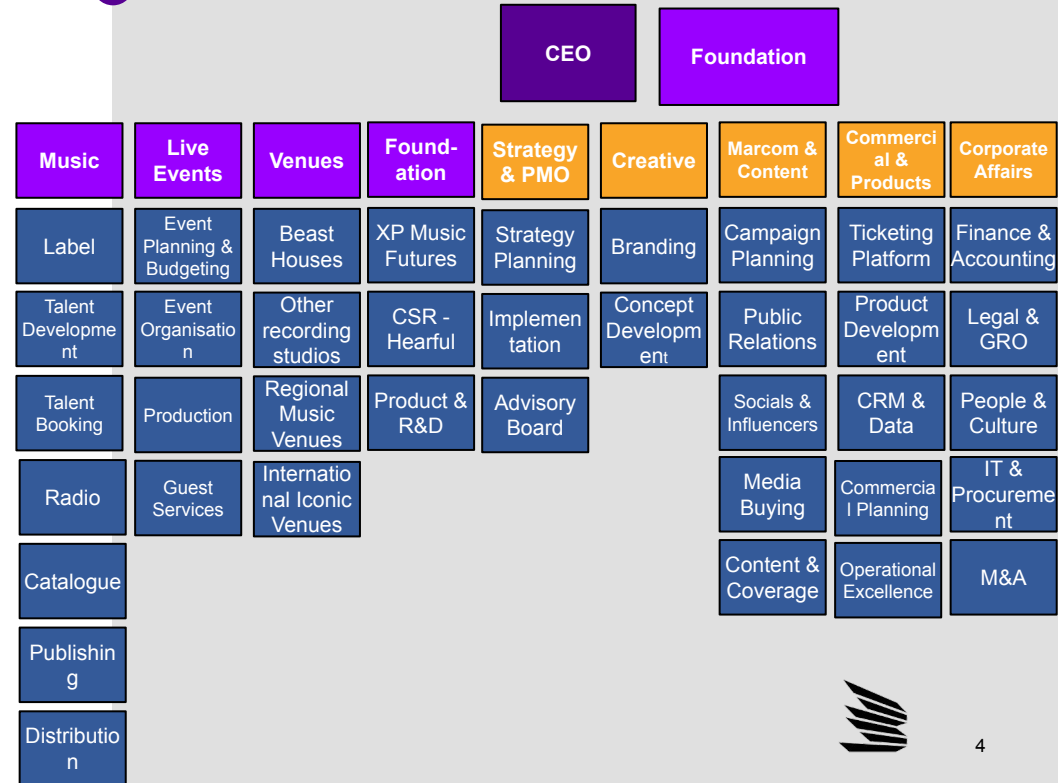 CEO
Foundation
Music
Live
Events
Venues
Found-
ation
Strategy
& PMO
Creative
Marcom &
Content
Commerci
al &
Products
Corporate
Affairs
Label
Event
Planning &
Budgeting
Beast
Houses
XP Music
Futures
Strategy
Planning
Branding
Campaign
Planning
Ticketing
Platform
Finance &
Accounting
Talent
Developme
nt
Event
Organisatio
n
Other
recording
studios
CSR -
Hearful
Implemen
tation
Concept
Developm
ent
Public
Relations
Product
Developm
ent
Legal &
GRO
Talent
Booking
Production
Regional
Music
Venues
Product &
R&D
Advisory
Board
Socials &
Influencers
CRM &
Data
People &
Culture
Radio
Guest
Services
Internatio
nal Iconic
Venues
Media
Buying
Commercia
l Planning
IT &
Procureme
nt
Catalogue
Content &
Coverage
Operational
Excellence
M&A
Publishin
g
Distributio
n
4